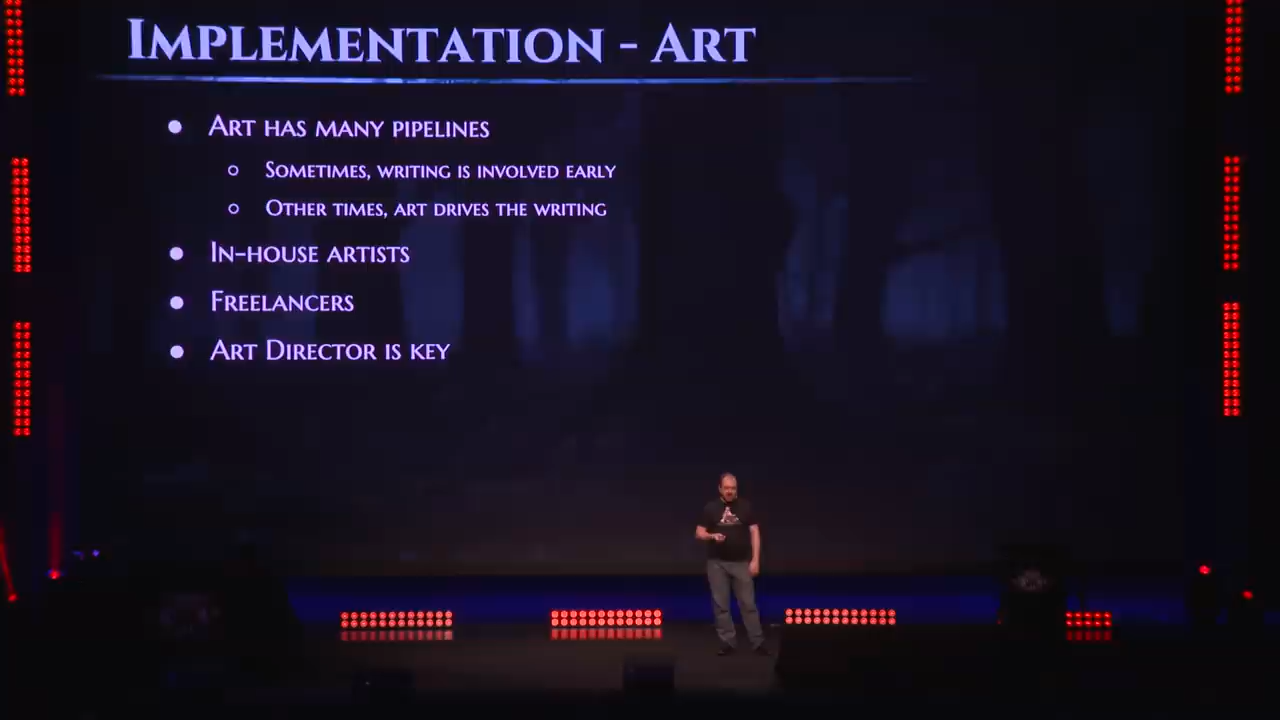 Implementation - Art
Art has many pipelines
Sometimes, writing is involved early
Other times, art drives the writing
In-house artists
Freelancers
Art Director is key